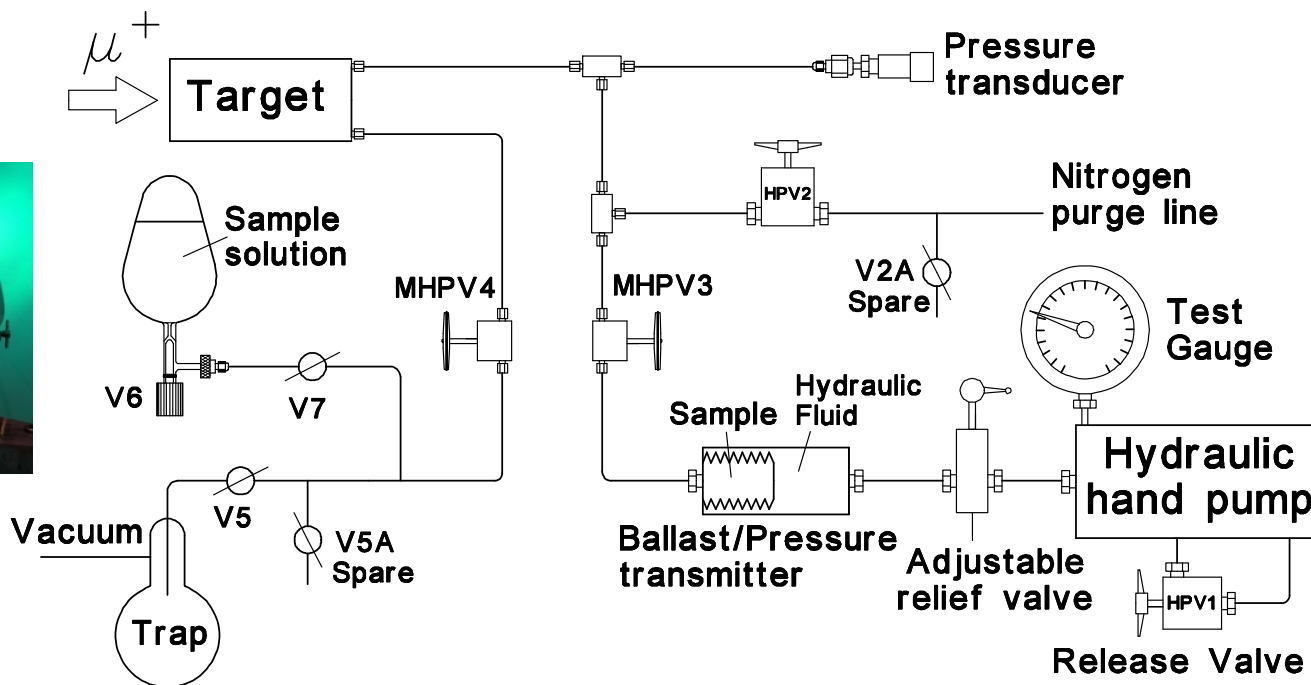 μ+
Target
Pressure
transducer
HPV2
Nitrogen
purge line
Sample
solution
V2A
Spare
MHPV4
MHPV3
Test
Gauge
V6
V7
Sample
Hydraulic
Fluid
Hydraulic
hand pump
V5
Vacuum
V5A
Spare
Ballast/Pressure
transmitter
Adjustable
relief valve
HPV1
Trap
Release Valve